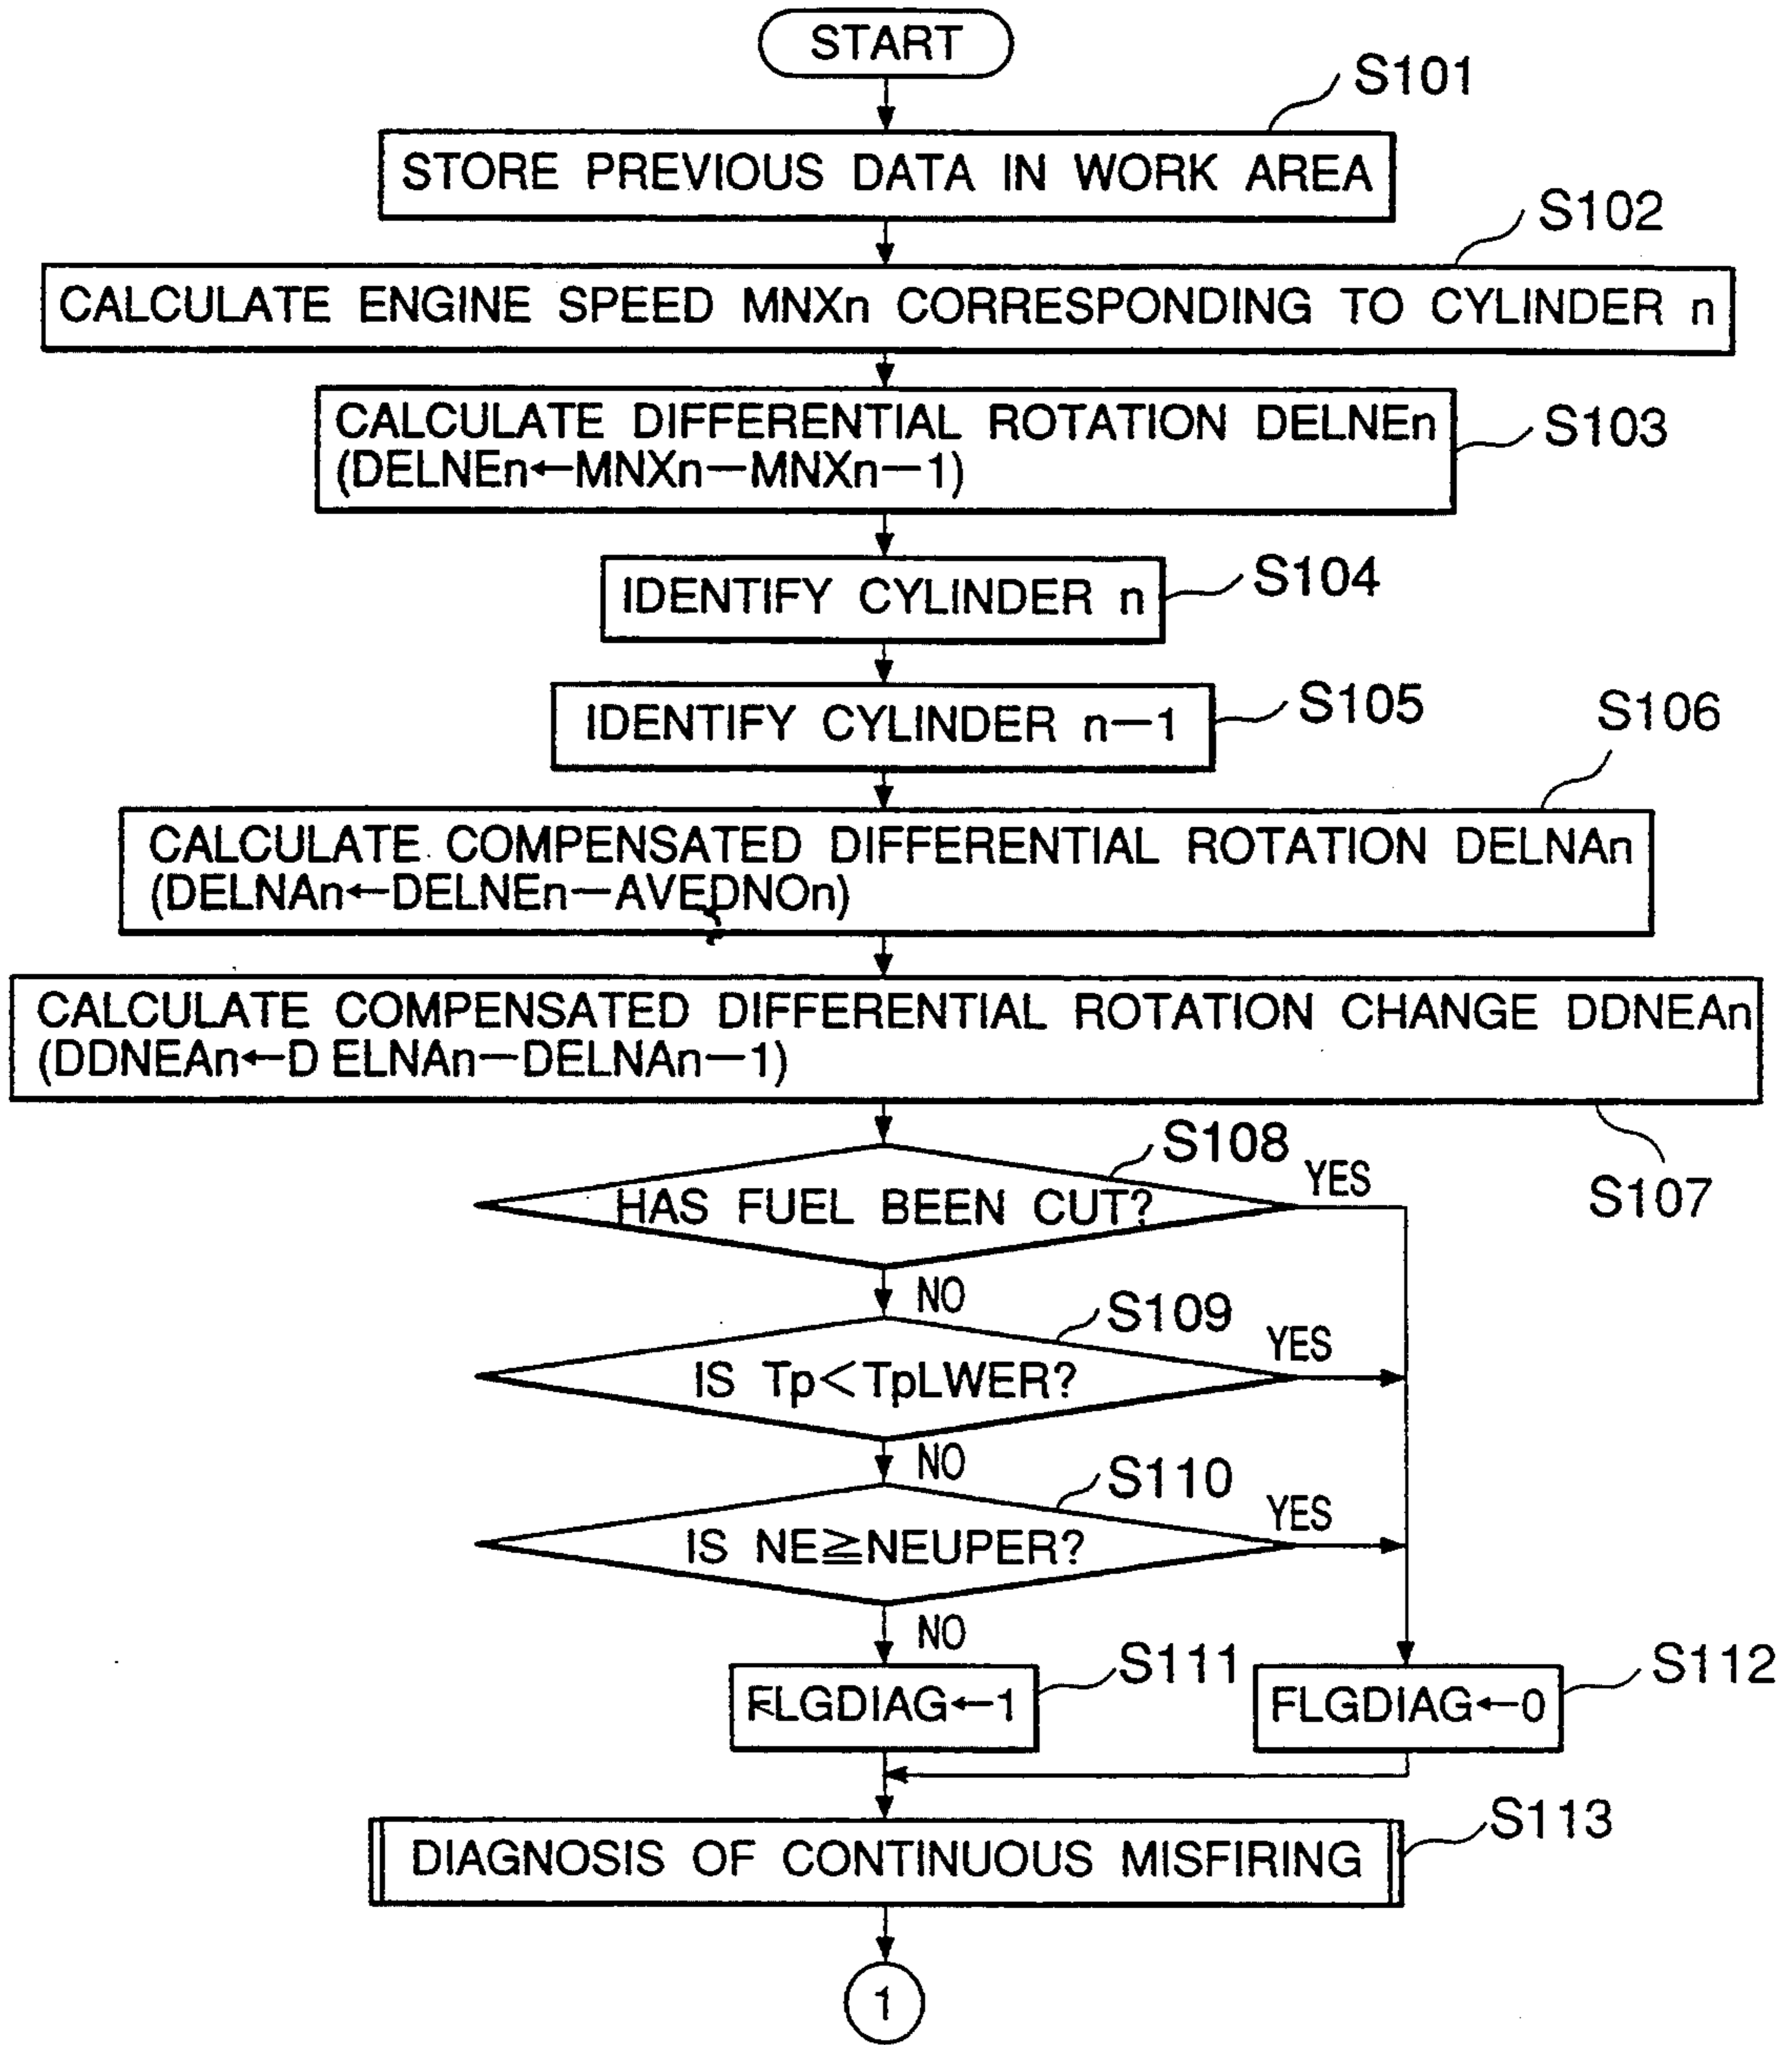 START
S101
STORE PREVIOUS DATA IN WORK AREA
S102
CALCULATE ENGINE SPEED MNXn CORRESPONDING TO CYLINDER n
CALCULATE DIFFERENTIAL ROTATION DELNEn
(DELNEn←MNXn−MNXn−1)
S103
IDENTIFY CYLINDER n
S104
IDENTIFY CYLINDER n−1
S105
S106
CALCULATE COMPENSATED DIFFERENTIAL ROTATION DELNAn
(DELNAn←DELNEn−AVEDNOn)
CALCULATE COMPENSATED DIFFERENTIAL ROTATION CHANGE DDNEAn
(DDNEAn←D ELNAn−DELNAn−1)
S107
S108
HAS FUEL BEEN CUT?
YES
NO
S109
IS Tp<TpLWER?
YES
NO
S110
IS NE≧NEUPER?
YES
NO
S111
FLGDIAG←1
S112
FLGDIAG←0
S113
DIAGNOSIS OF CONTINUOUS MISFIRING
1